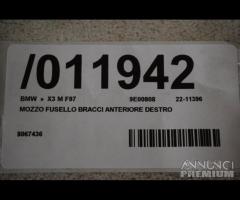 /011942
BMW » X3 M F97 9E00808 22-11396
MOZZO FUSELLO BRACCI ANTERIORE DESTRO
8067436
ANNUNCI
PREMIUM